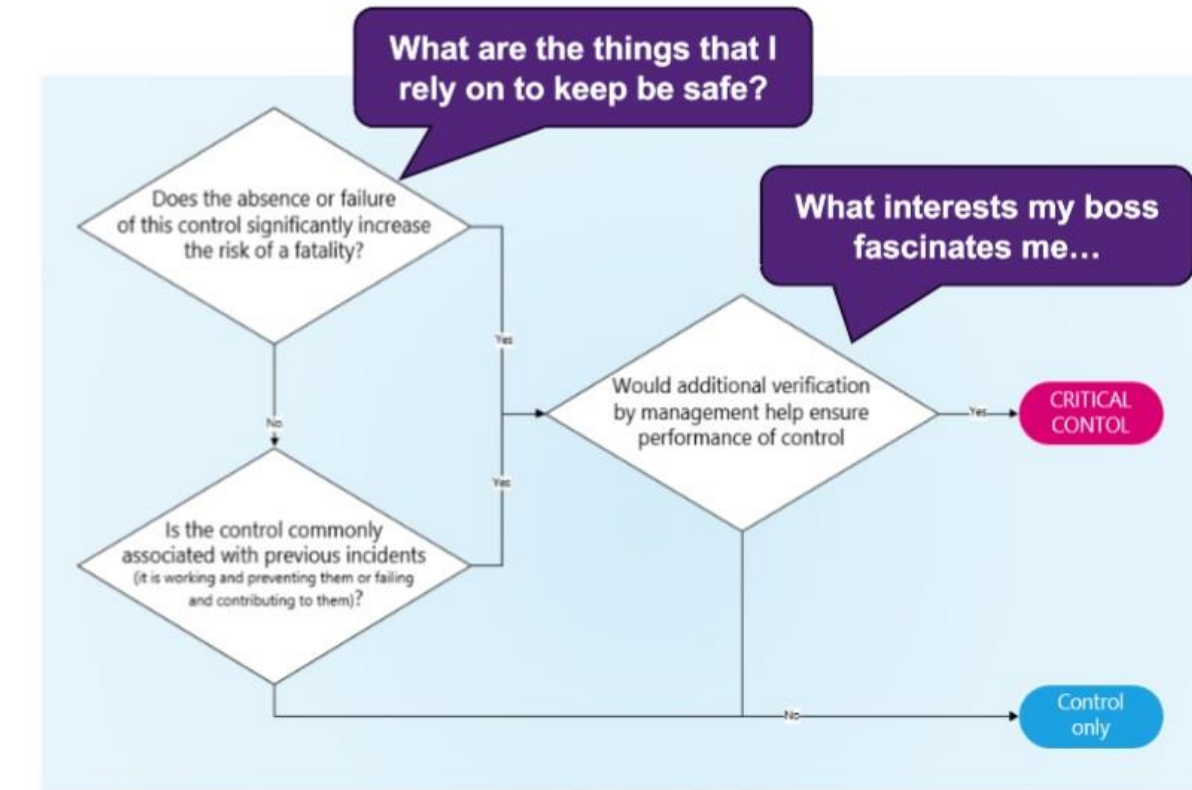 What are the things that I
rely on to keep be safe?
Does the absence or failure
of this control significantly increase
the risk of a fatality?
What interests my boss
fascinates me…
Yes
Would additional verification
by management help ensure
performance of control
Yes
CRITICAL
CONTOL
No
Yes
Is the control commonly
associated with previous incidents
(it is working and preventing them or failing
and contributing to them)?
No
Control
only